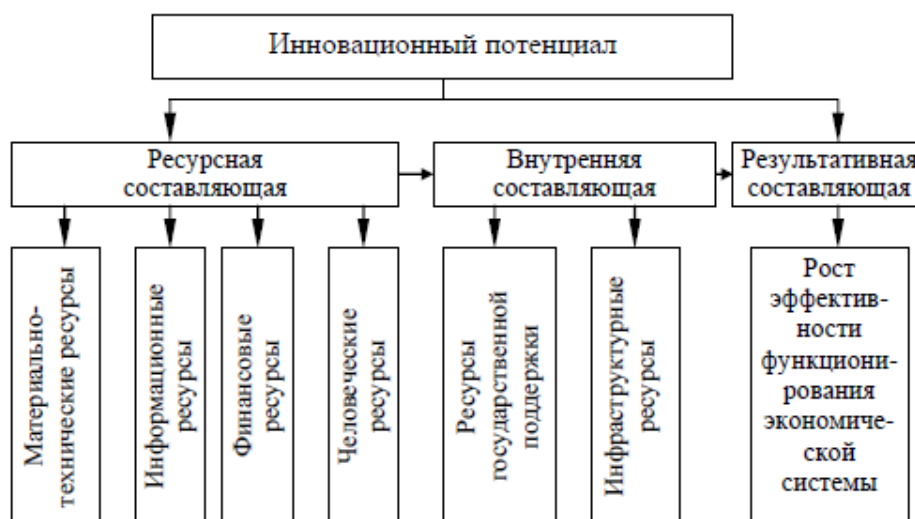 Инновационный потенциал
Ресурсная
составляющая
Внутренняя
составляющая
Результативная
составляющая
Материально-
технические ресурсы
Информационные
ресурсы
Финансовые
ресурсы
Человеческие
ресурсы
Ресурсы
государственной
поддержки
Инфраструктурные
ресурсы
Рост
эффектив-
ности
функциони-
рования
экономиче-
ской
системы